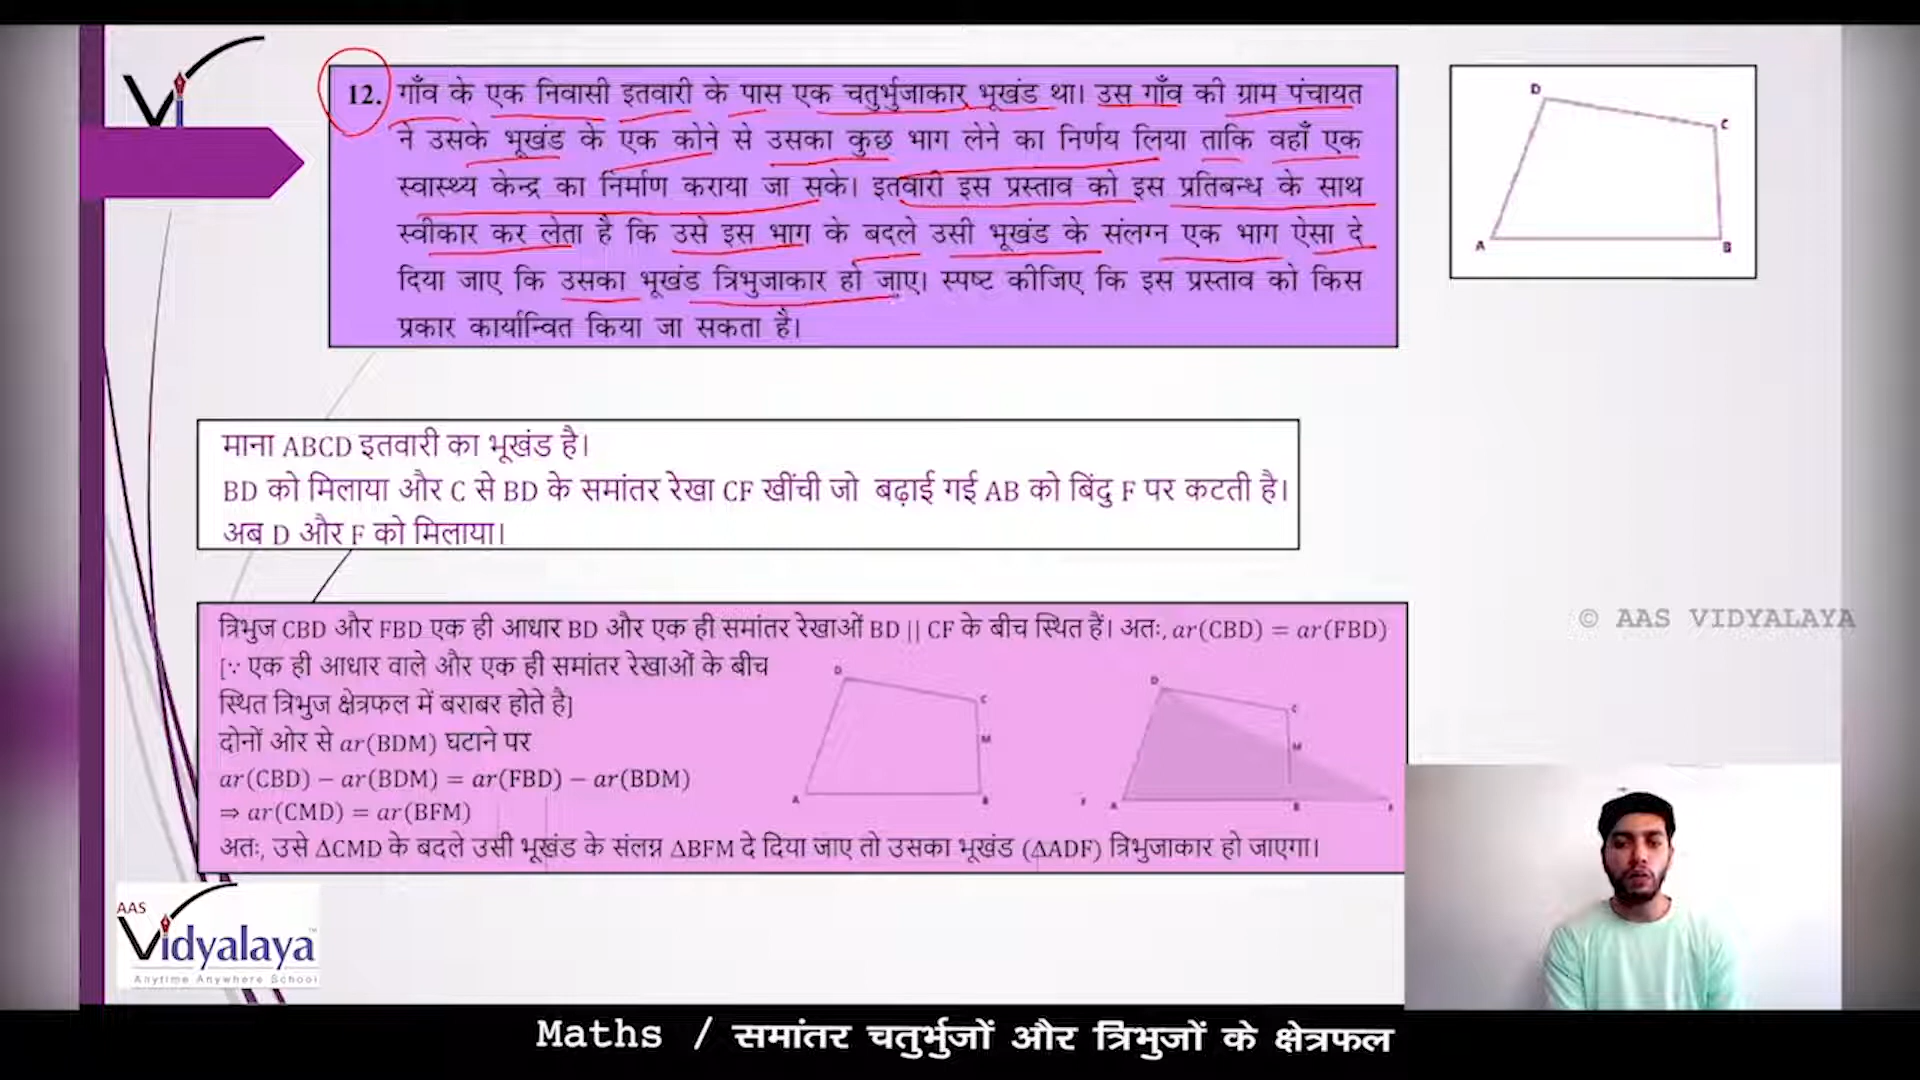 12. गाँव के एक निवासी इतवारी के पास एक चतुर्भुजाकार भूखंड था। उस गाँव की ग्राम पंचायत
ने उसके भूखंड के एक कोने से उसका कुछ भाग लेने का निर्णय लिया ताकि वहाँ एक
स्वास्थ्य केन्द्र का निर्माण कराया जा सके। इतवारी इस प्रस्ताव को इस प्रतिबन्ध के साथ
स्वीकार कर लेता है कि उसे इस भाग के बदले उसी भूखंड के संलग्न एक भाग ऐसा दे
दिया जाए कि उसका भूखंड त्रिभुजाकार हो जाए। स्पष्ट कीजिए कि इस प्रस्ताव को किस
प्रकार कार्यान्वित किया जा सकता है।
D
C
A
B
माना ABCD इतवारी का भूखंड है।
BD को मिलाया और C से BD के समांतर रेखा CF खींची जो बढ़ाई गई AB को बिंदु F पर कटती है।
अब D और F को मिलाया।
त्रिभुज CBD और FBD एक ही आधार BD और एक ही समांतर रेखाओं BD || CF के बीच स्थित हैं। अतः, ar(CBD) = ar(FBD)
[∵ एक ही आधार वाले और एक ही समांतर रेखाओं के बीच
स्थित त्रिभुज क्षेत्रफल में बराबर होते है]
दोनों ओर से ar(BDM) घटाने पर
ar(CBD) − ar(BDM) = ar(FBD) − ar(BDM)
⇒ ar(CMD) = ar(BFM)
अतः, उसे ΔCMD के बदले उसी भूखंड के संलग्न ΔBFM दे दिया जाए तो उसका भूखंड (ΔADF) त्रिभुजाकार हो जाएगा।
D
C
M
A
B
D
C
M
F
A
B
© AAS VIDYALAYA
AAS
Vidyalaya
Anytime Anywhere School
Maths / समांतर चतुर्भुजों और त्रिभुजों के क्षेत्रफल